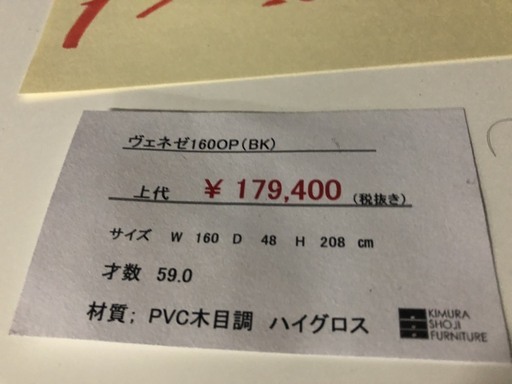 ヴェネゼ160OP(BK)
上代 ¥ 179,400 (税抜き)
サイズ W 160 D 48 H 208 cm
才数 59.0
材質; PVC木目調 ハイグロス
KIMURA
SHOJI
FURNITURE